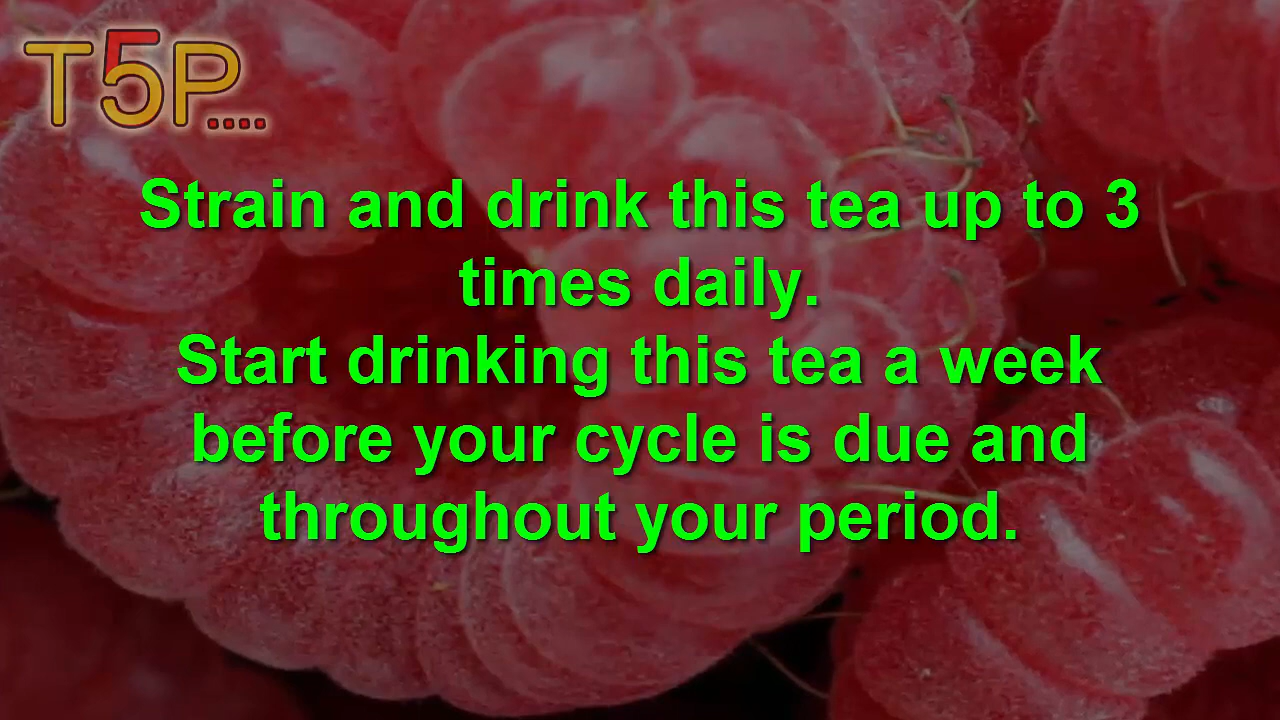 T5P....
Strain and drink this tea up to 3
times daily.
Start drinking this tea a week
before your cycle is due and
throughout your period.